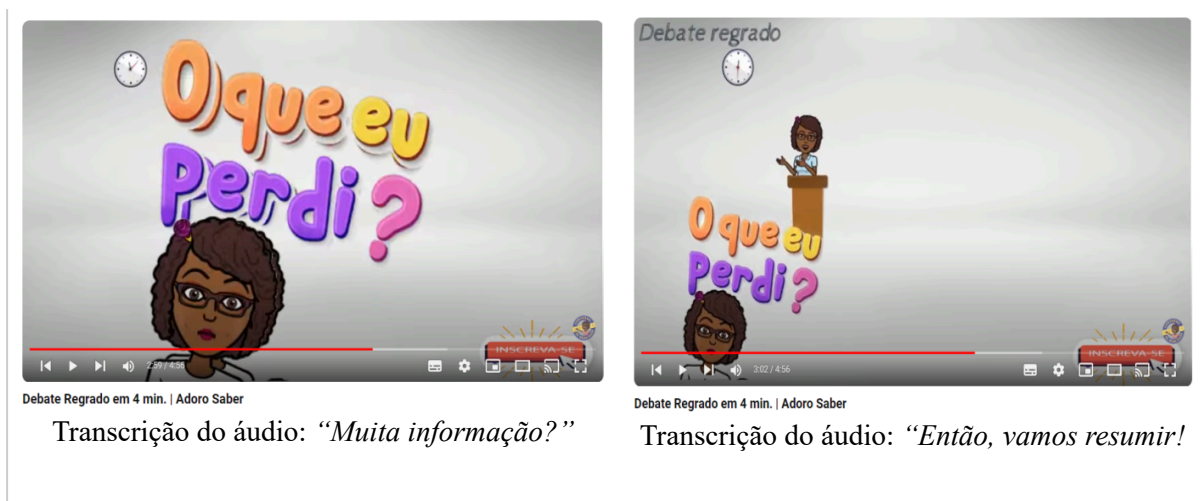 O que eu
perdi?
INSCREVA-SE
2:59 / 4:56
Debate Regrado em 4 min. | Adoro Saber
Transcrição do áudio: “Muita informação?”
Debate regrado
O que eu
perdi?
INSCREVA-SE
3:02 / 4:56
Debate Regrado em 4 min. | Adoro Saber
Transcrição do áudio: “Então, vamos resumir!